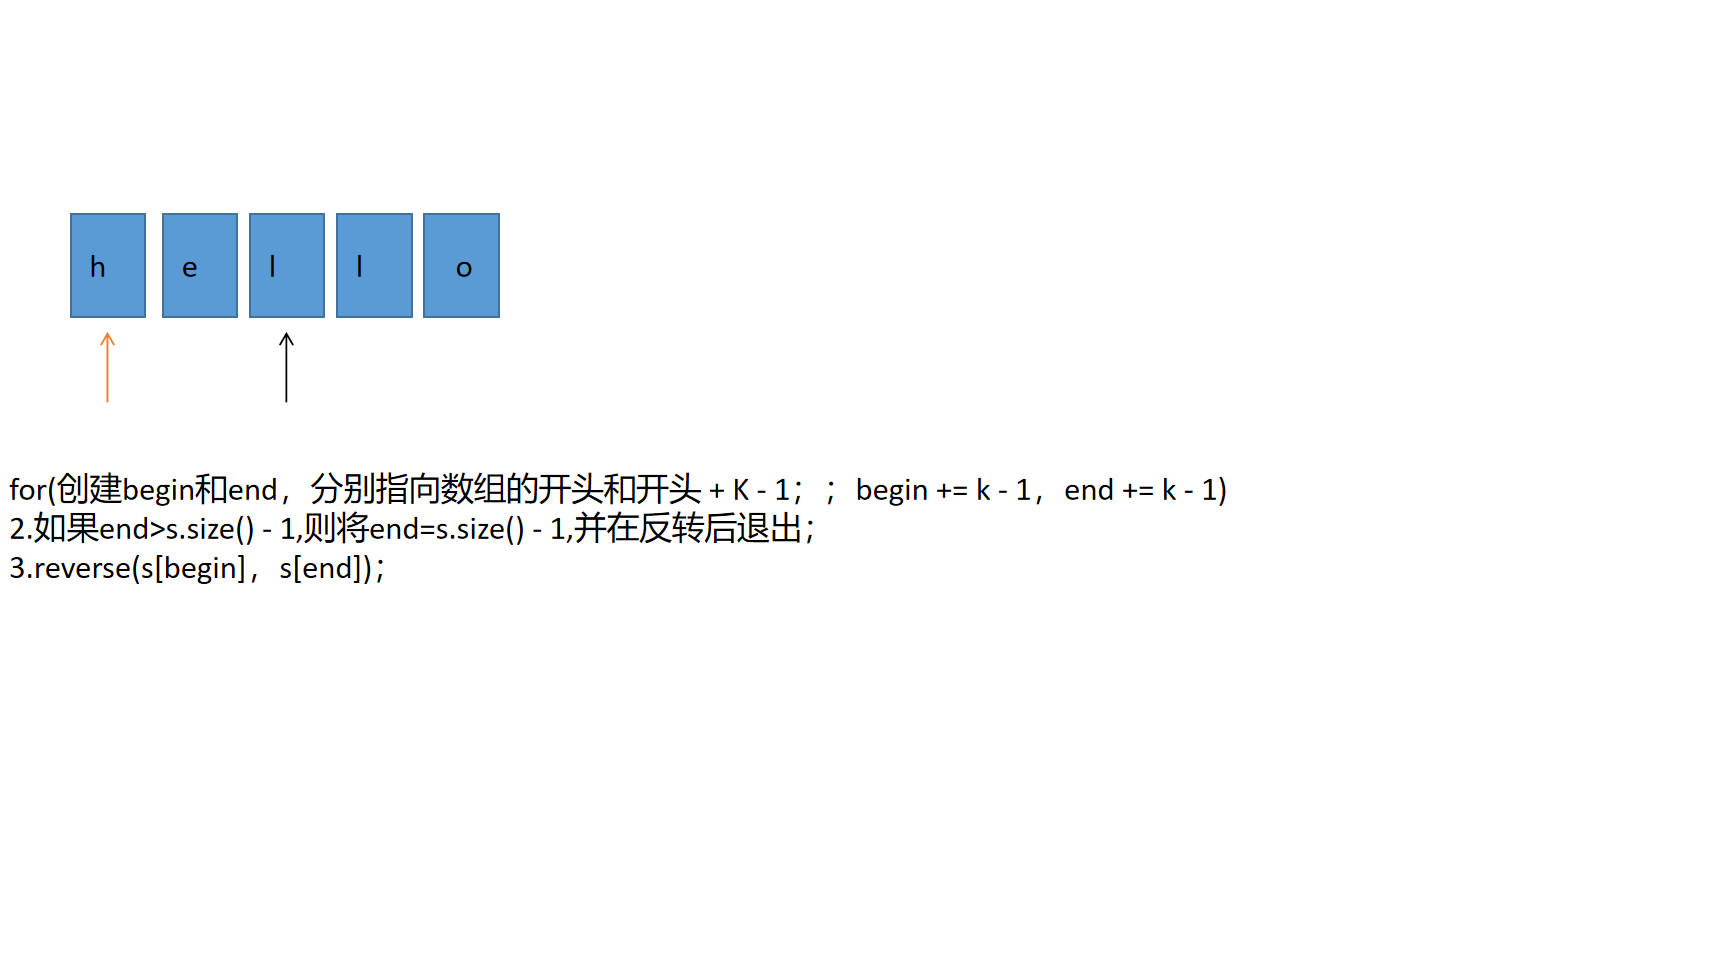 h e l l o
for(创建begin和end，分别指向数组的开头和开头 + K - 1；；begin += k - 1，end += k - 1)
2.如果end>s.size() - 1,则将end=s.size() - 1,并在反转后退出；
3.reverse(s[begin]，s[end])；